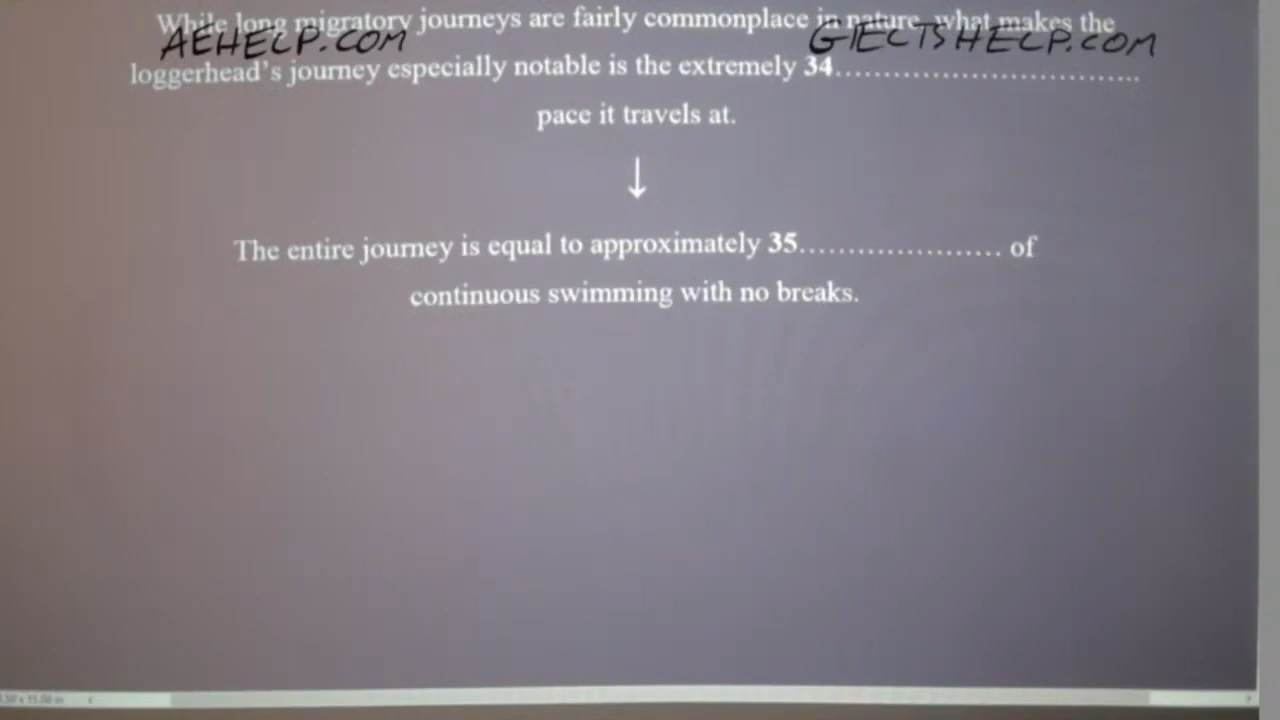 While long migratory journeys are fairly commonplace in nature, what makes the
AEHELP.COM
GIELTSHELP.COM
loggerhead's journey especially notable is the extremely 34.......................................
pace it travels at.
↓
The entire journey is equal to approximately 35..................... of
continuous swimming with no breaks.